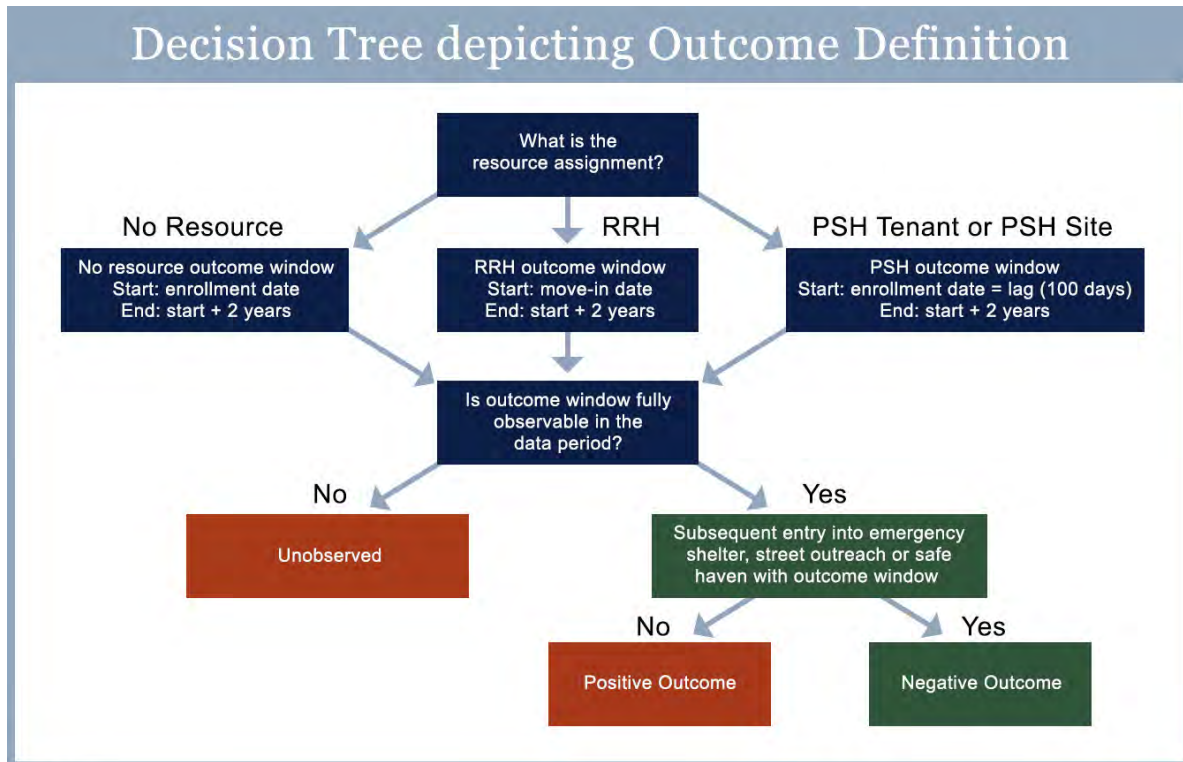 Decision Tree depicting Outcome Definition
What is the
resource assignment?
No Resource
RRH
PSH Tenant or PSH Site
No resource outcome window
Start: enrollment date
End: start + 2 years
RRH outcome window
Start: move-in date
End: start + 2 years
PSH outcome window
Start: enrollment date = lag (100 days)
End: start + 2 years
Is outcome window fully
observable in the
data period?
No
Yes
Unobserved
Subsequent entry into emergency
shelter, street outreach or safe
haven with outcome window
No
Yes
Positive Outcome
Negative Outcome